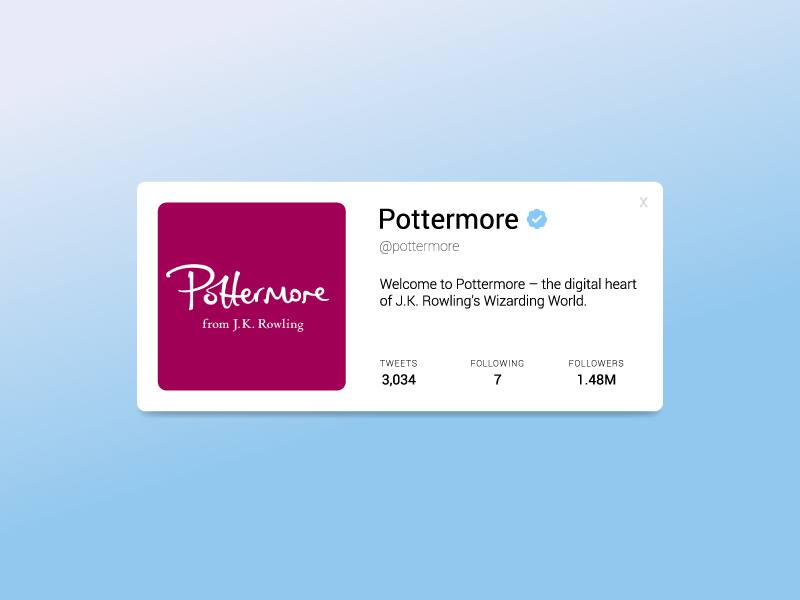 Pottermore
from J.K. Rowling
X
Pottermore
@pottermore
Welcome to Pottermore – the digital heart
of J.K. Rowling's Wizarding World.
TWEETS FOLLOWING FOLLOWERS
3,034 7 1.48M